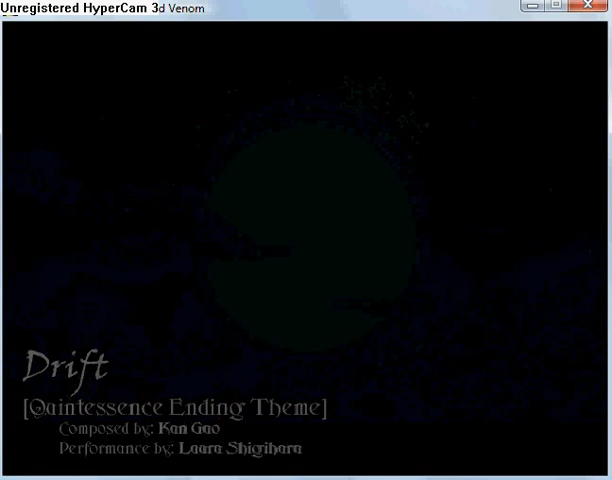 Unregistered HyperCam 3d Venom
Drift
[Quintessence Ending Theme]
Composed by: Kan Gao
Performance by: Laura Shigihara